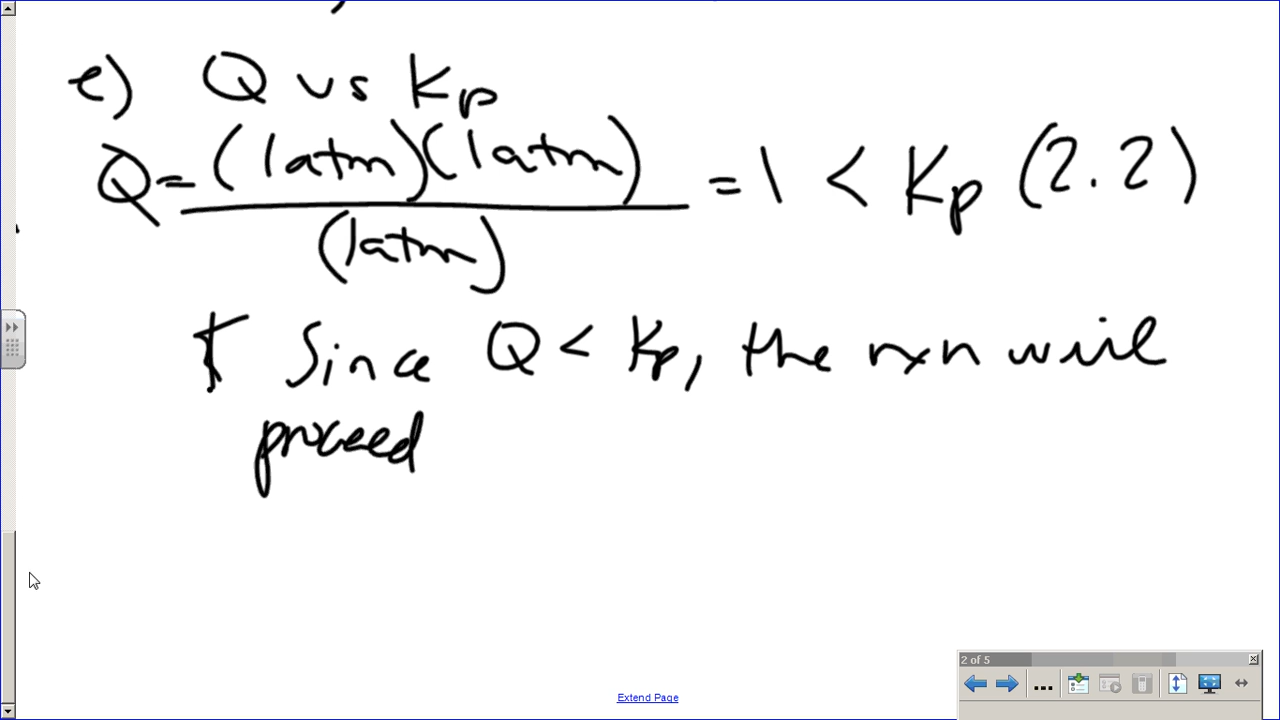 e) Q vs Kp
Q = (1atm)(1atm) / (1atm) = 1 < Kp (2.2)
Since Q < Kp, the rxn will
proceed
Extend Page
2 of 5
...